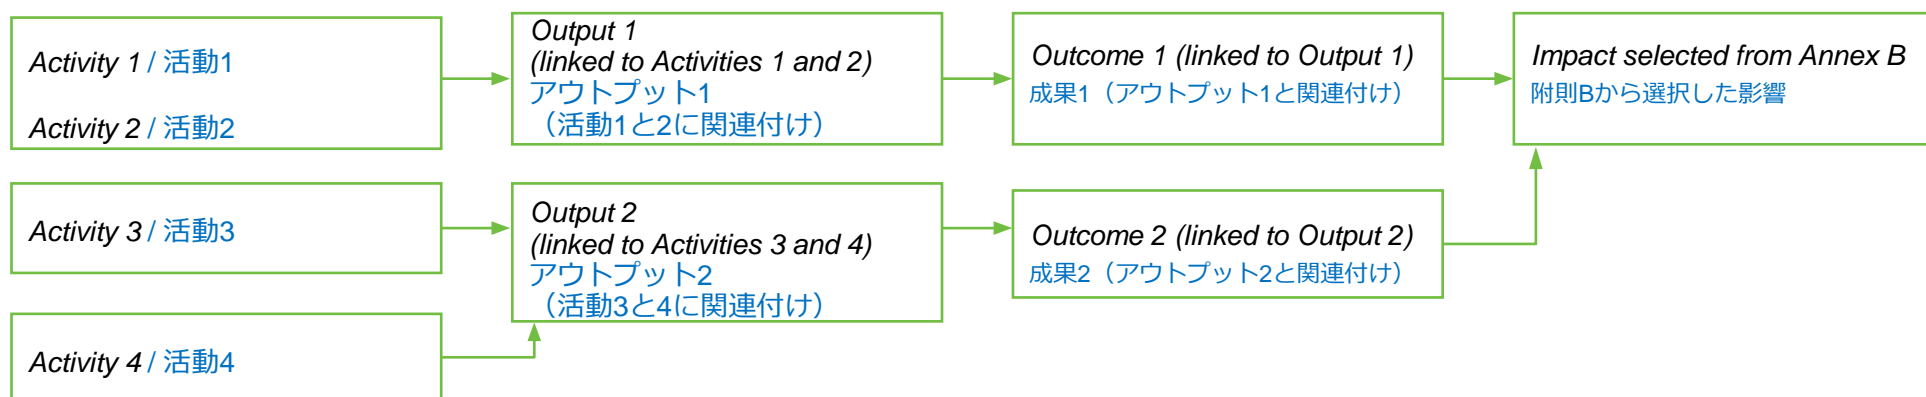 Activity 1 / 活動1
Activity 2 / 活動2
Output 1
(linked to Activities 1 and 2)
アウトプット1
（活動1と2に関連付け）
Outcome 1 (linked to Output 1)
成果1（アウトプット1と関連付け）
Impact selected from Annex B
附則Bから選択した影響
Activity 3 / 活動3
Output 2
(linked to Activities 3 and 4)
アウトプット2
（活動3と4に関連付け）
Outcome 2 (linked to Output 2)
成果2（アウトプット2と関連付け）
Activity 4 / 活動4